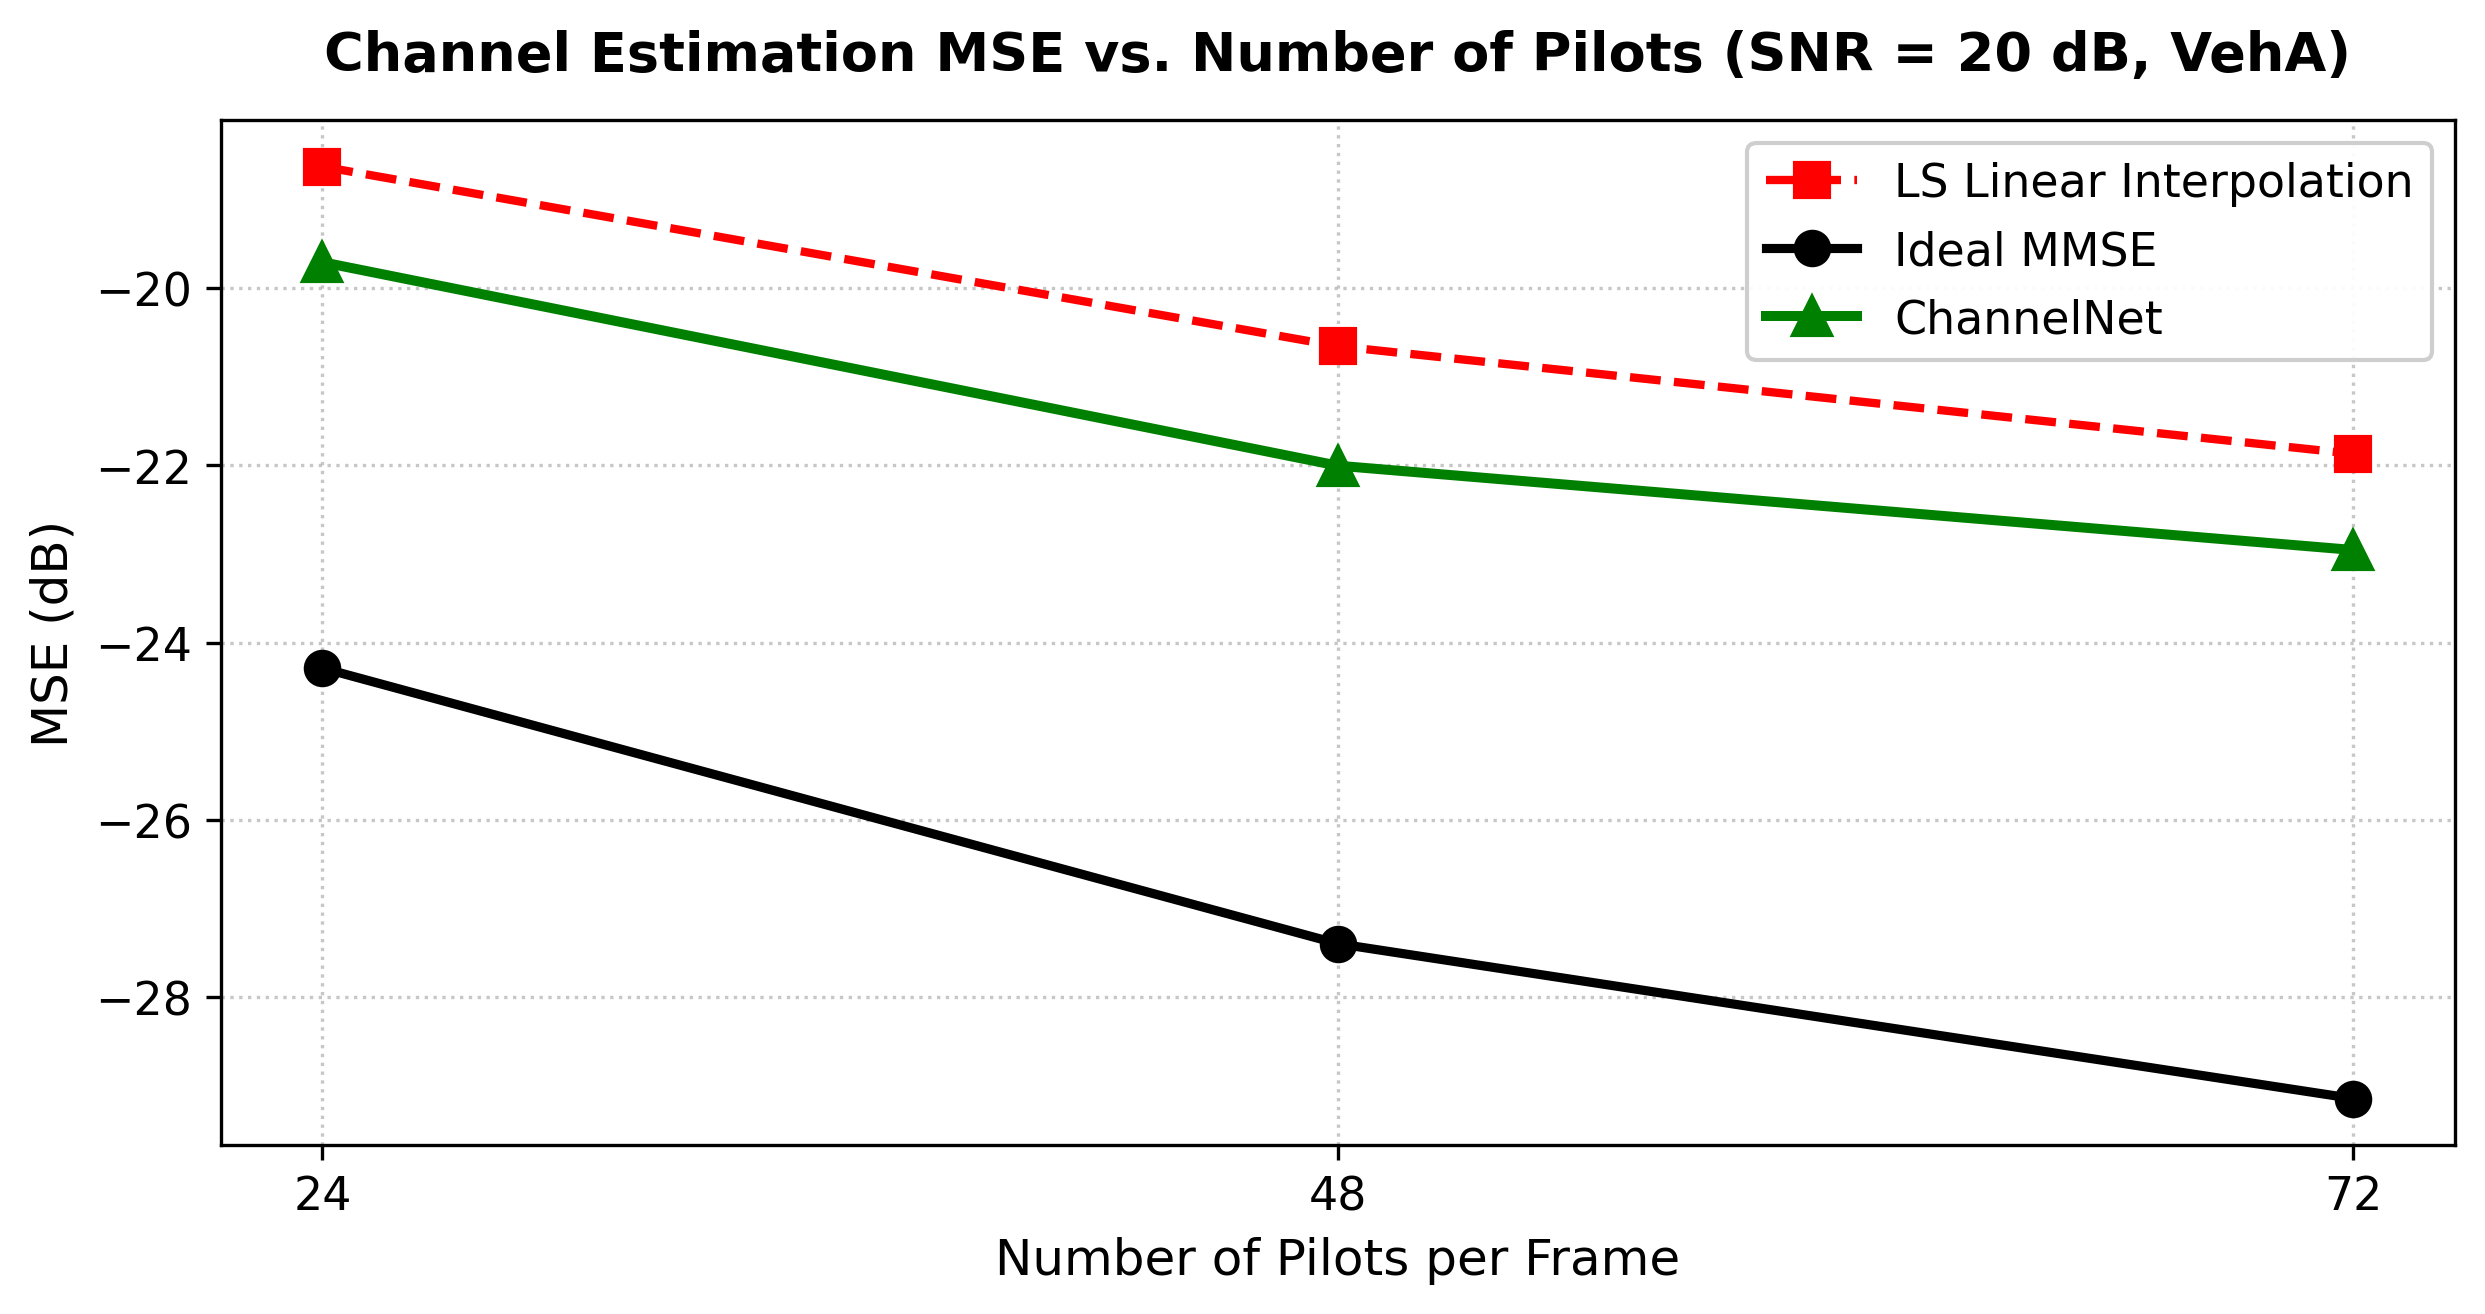 Channel Estimation MSE vs. Number of Pilots (SNR = 20 dB, VehA)
LS Linear Interpolation
Ideal MMSE
ChannelNet
MSE (dB)
−20
−22
−24
−26
−28
24
48
72
Number of Pilots per Frame